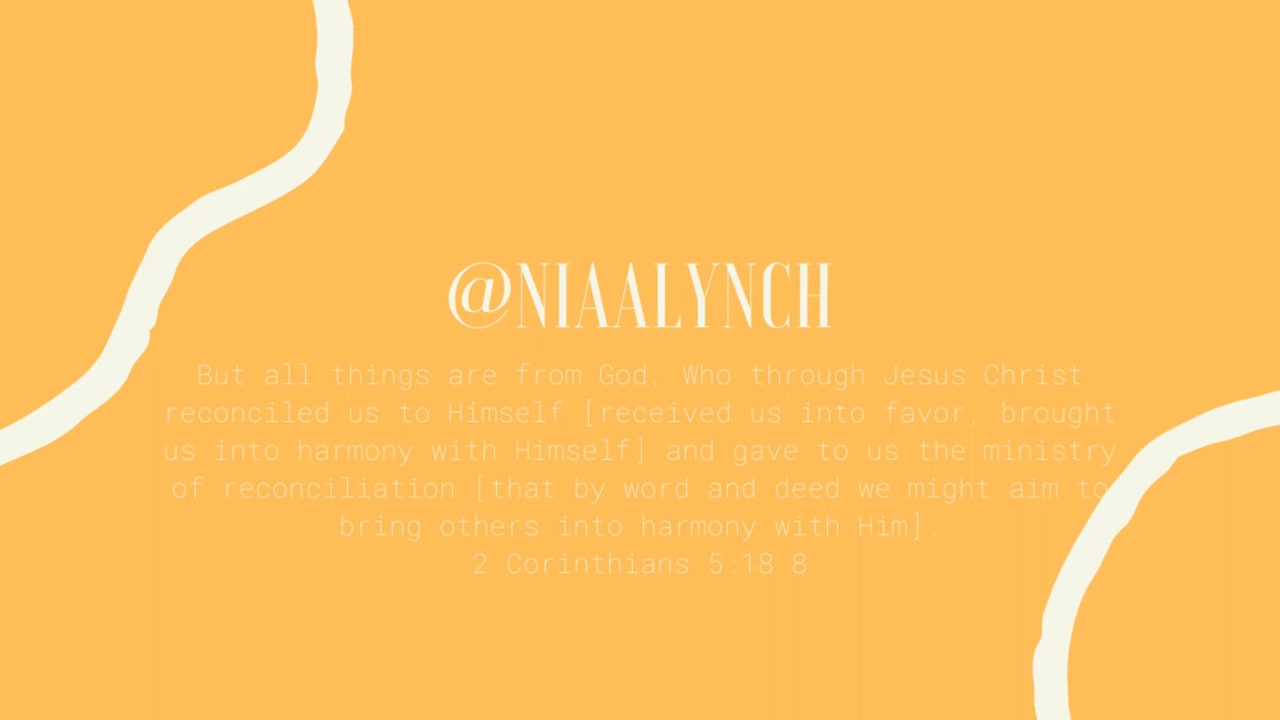 @NIAALYNCH
But all things are from God, Who through Jesus Christ
reconciled us to Himself [received us into favor, brought
us into harmony with Himself] and gave to us the ministry
of reconciliation [that by word and deed we might aim to
bring others into harmony with Him].
2 Corinthians 5:18 8